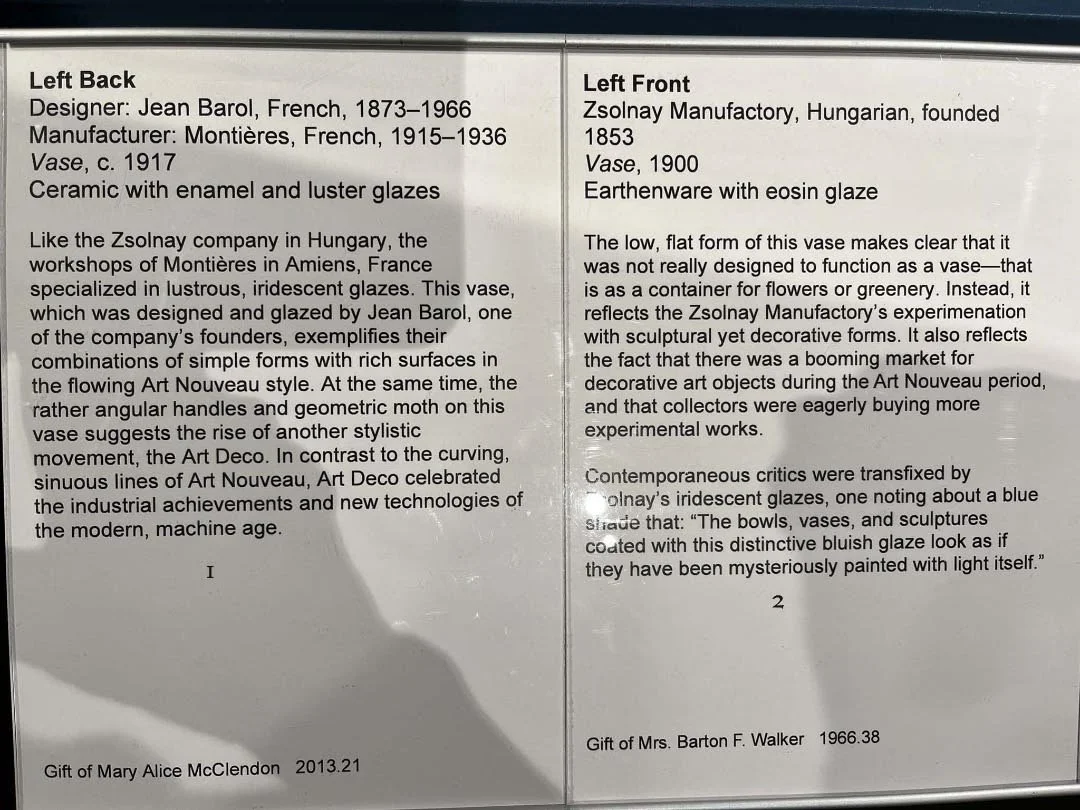 Left Back
Designer: Jean Barol, French, 1873–1966
Manufacturer: Montières, French, 1915–1936
Vase, c. 1917
Ceramic with enamel and luster glazes
Like the Zsolnay company in Hungary, the
workshops of Montières in Amiens, France
specialized in lustrous, iridescent glazes. This vase,
which was designed and glazed by Jean Barol, one
of the company's founders, exemplifies their
combinations of simple forms with rich surfaces in
the flowing Art Nouveau style. At the same time, the
rather angular handles and geometric moth on this
vase suggests the rise of another stylistic
movement, the Art Deco. In contrast to the curving,
sinuous lines of Art Nouveau, Art Deco celebrated
the industrial achievements and new technologies of
the modern, machine age.
1
Gift of Mary Alice McClendon 2013.21
Left Front
Zsolnay Manufactory, Hungarian, founded
1853
Vase, 1900
Earthenware with eosin glaze
The low, flat form of this vase makes clear that it
was not really designed to function as a vase—that
is as a container for flowers or greenery. Instead, it
reflects the Zsolnay Manufactory's experimenation
with sculptural yet decorative forms. It also reflects
the fact that there was a booming market for
decorative art objects during the Art Nouveau period,
and that collectors were eagerly buying more
experimental works.
Contemporaneous critics were transfixed by
Zsolnay's iridescent glazes, one noting about a blue
shade that: "The bowls, vases, and sculptures
coated with this distinctive bluish glaze look as if
they have been mysteriously painted with light itself."
2
Gift of Mrs. Barton F. Walker 1966.38